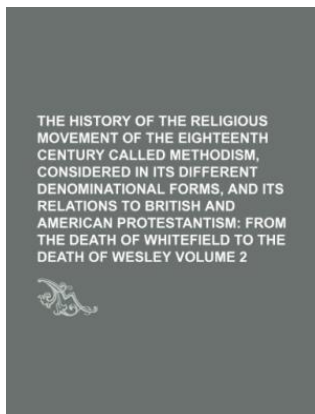 THE HISTORY OF THE RELIGIOUS
MOVEMENT OF THE EIGHTEENTH
CENTURY CALLED METHODISM,
CONSIDERED IN ITS DIFFERENT
DENOMINATIONAL FORMS, AND ITS
RELATIONS TO BRITISH AND
AMERICAN PROTESTANTISM: FROM
THE DEATH OF WHITEFIELD TO THE
DEATH OF WESLEY VOLUME 2